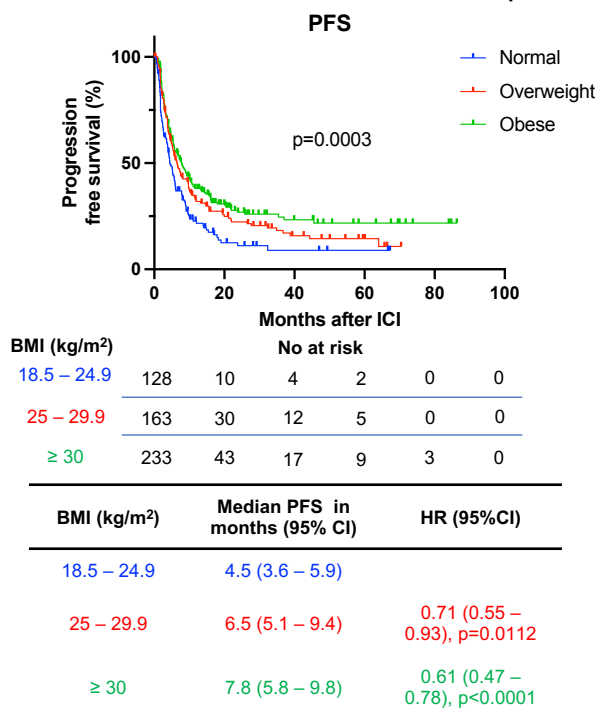 PFS
Progression
free survival (%)
100
50
0
Normal
Overweight
Obese
p=0.0003
0 20 40 60 80 100
Months after ICI
BMI (kg/m²) No at risk
18.5 – 24.9 128 10 4 2 0 0
25 – 29.9 163 30 12 5 0 0
≥ 30 233 43 17 9 3 0
BMI (kg/m²) Median PFS in HR (95%CI)
months (95% CI)
18.5 – 24.9 4.5 (3.6 – 5.9)
25 – 29.9 6.5 (5.1 – 9.4) 0.71 (0.55 –
0.93), p=0.0112
≥ 30 7.8 (5.8 – 9.8) 0.61 (0.47 –
0.78), p<0.0001